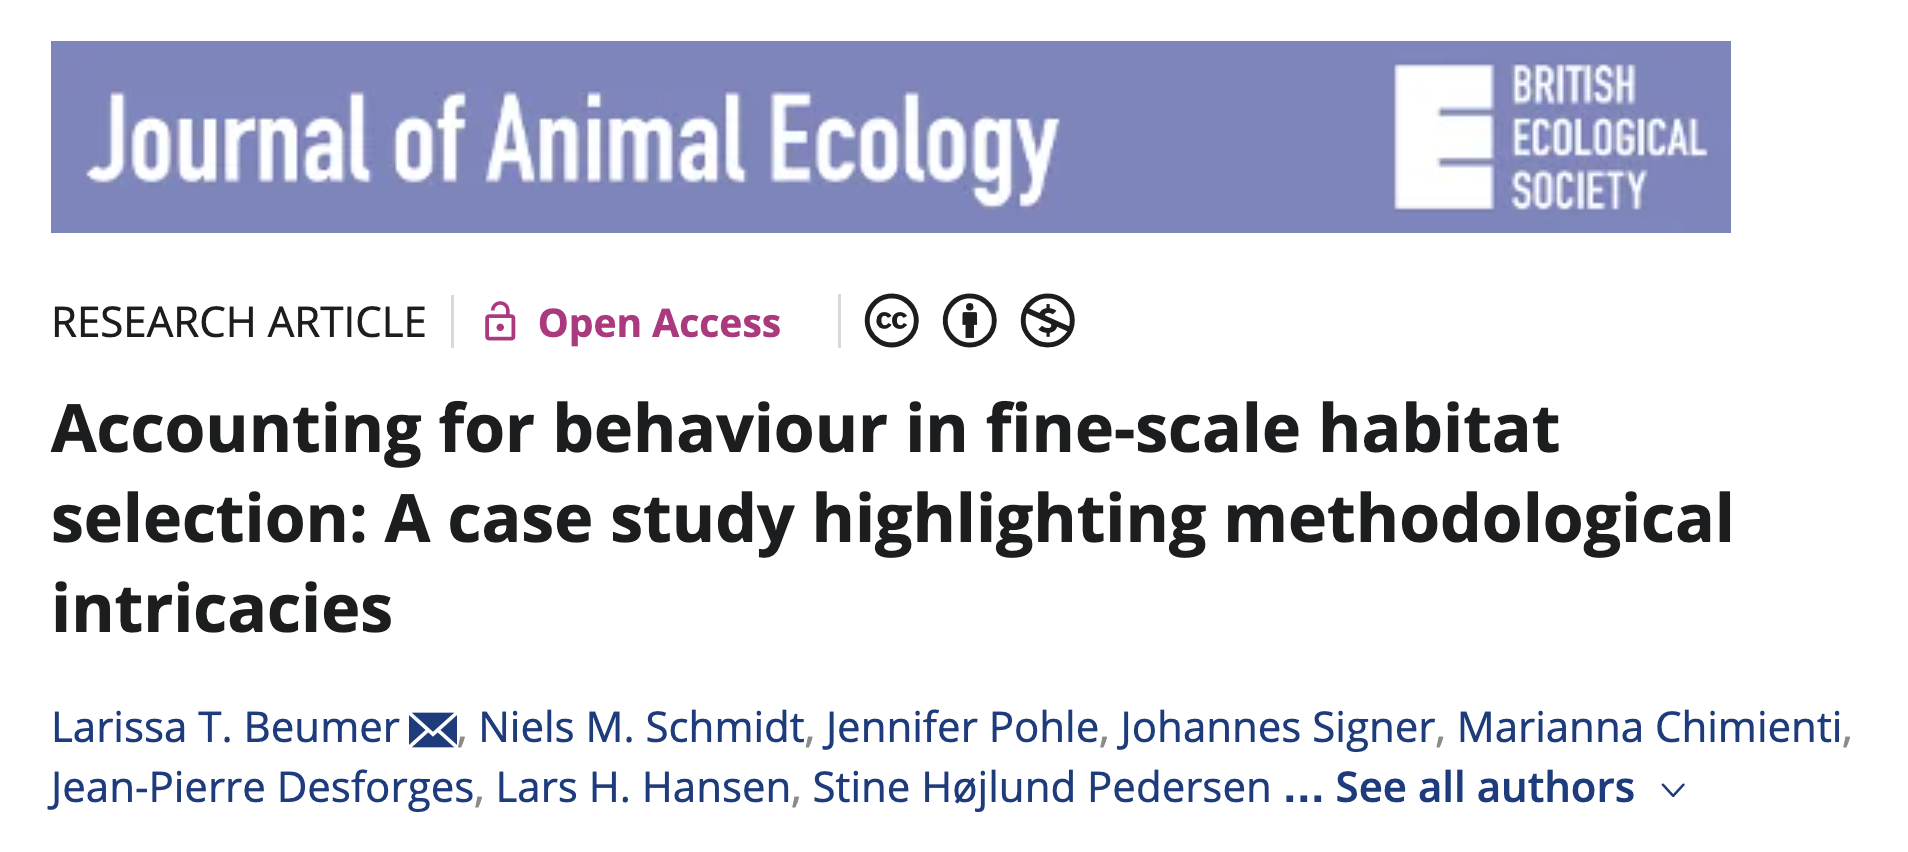 Journal of Animal Ecology
BRITISH
ECOLOGICAL
SOCIETY
RESEARCH ARTICLE Open Access cc
Accounting for behaviour in fine-scale habitat
selection: A case study highlighting methodological
intricacies
Larissa T. Beumer, Niels M. Schmidt, Jennifer Pohle, Johannes Signer, Marianna Chimienti,
Jean-Pierre Desforges, Lars H. Hansen, Stine Højlund Pedersen ... See all authors